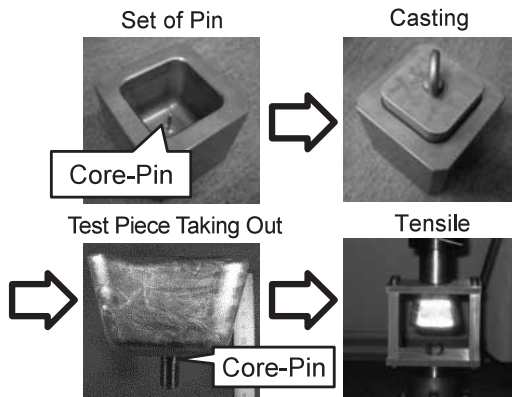 Set of Pin
Casting
Core-Pin
Test Piece Taking Out
Tensile
Core-Pin